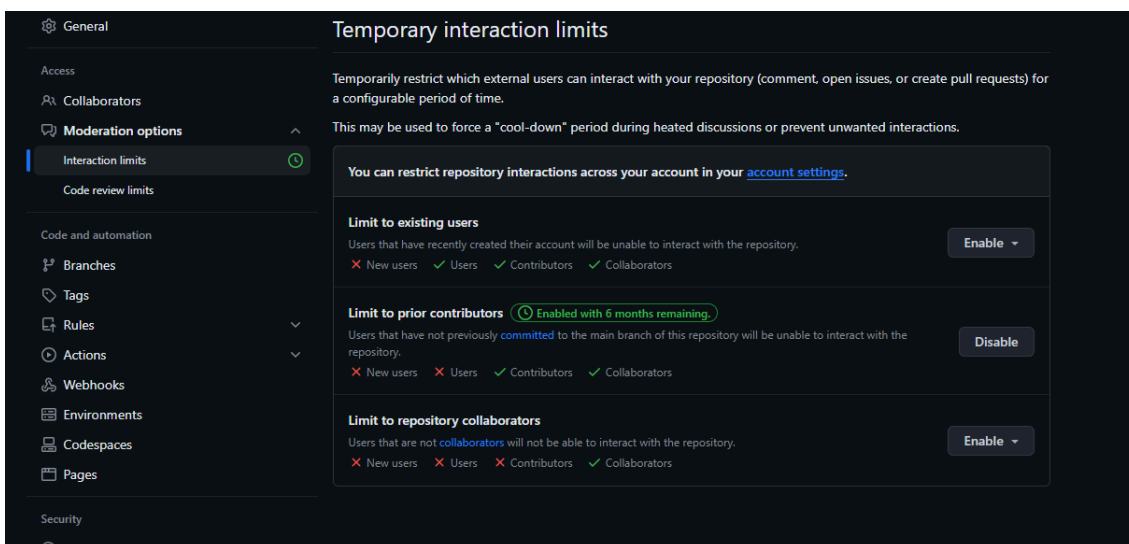 General
Access
Collaborators
Moderation options
Interaction limits
Code review limits
Code and automation
Branches
Tags
Rules
Actions
Webhooks
Environments
Codespaces
Pages
Security
Temporary interaction limits
Temporarily restrict which external users can interact with your repository (comment, open issues, or create pull requests) for
a configurable period of time.
This may be used to force a "cool-down" period during heated discussions or prevent unwanted interactions.
You can restrict repository interactions across your account in your account settings.
Limit to existing users
Users that have recently created their account will be unable to interact with the repository.
New users Users Contributors Collaborators
Enable
Limit to prior contributors Enabled with 6 months remaining.
Users that have not previously committed to the main branch of this repository will be unable to interact with the
repository.
New users Users Contributors Collaborators
Disable
Limit to repository collaborators
Users that are not collaborators will not be able to interact with the repository.
New users Users Contributors Collaborators
Enable